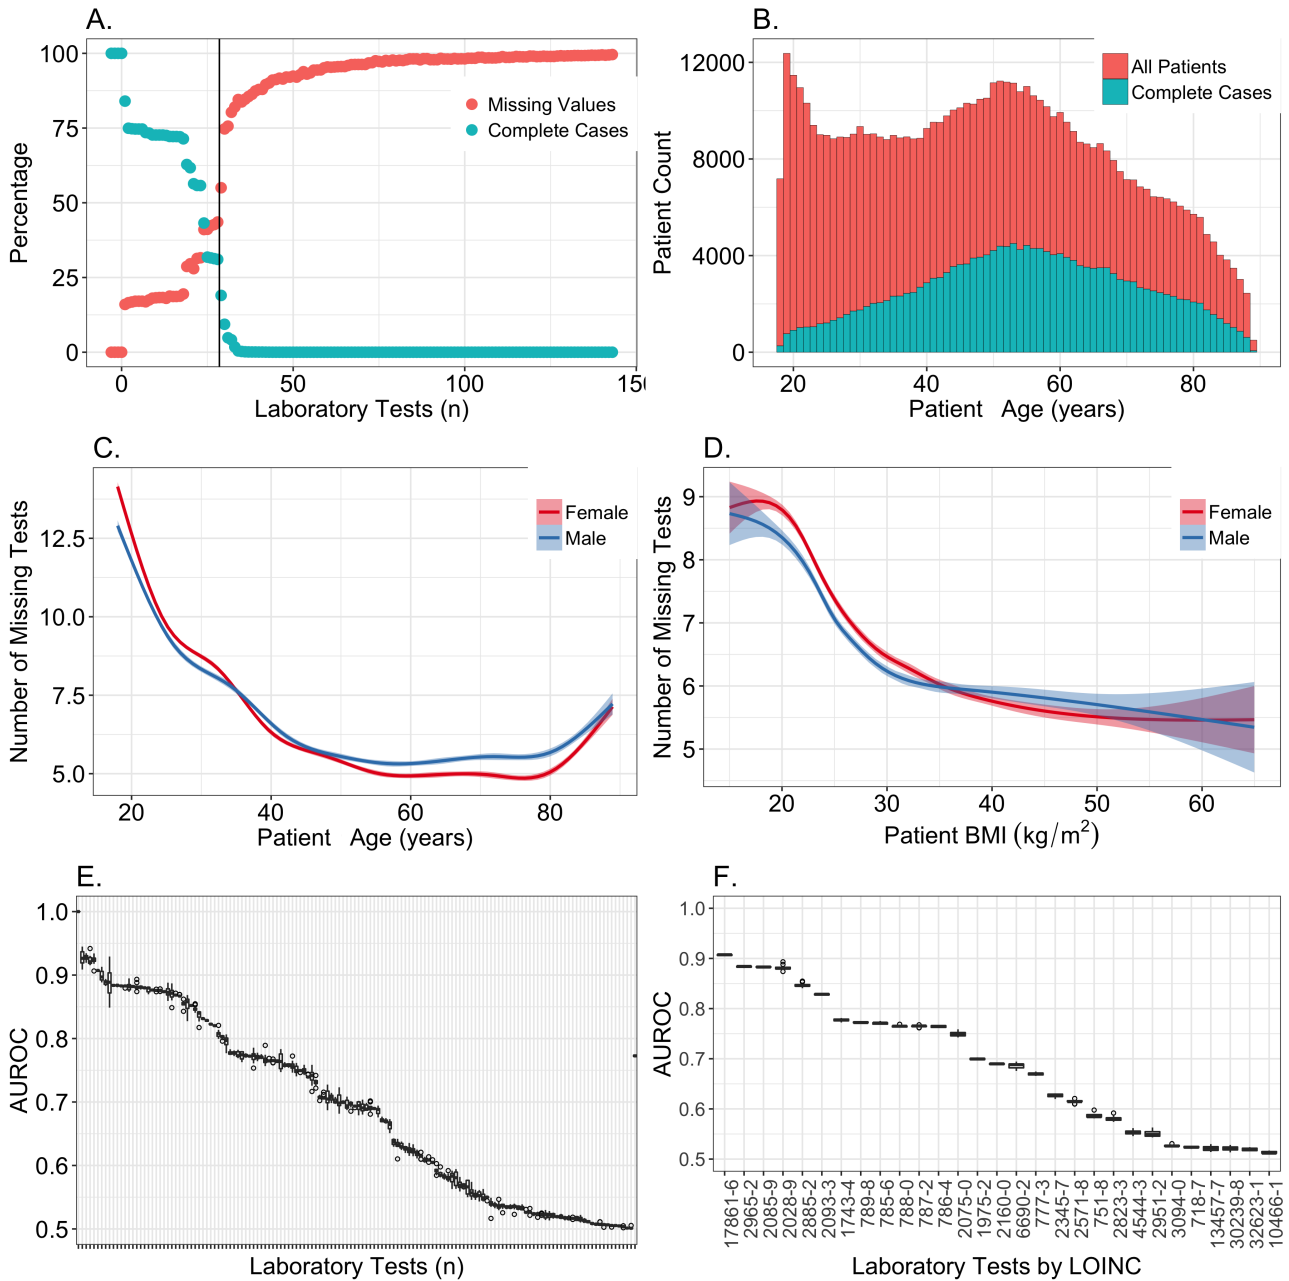 A.
100
75
50
25
0
Percentage
0
50
100
15
Laboratory Tests (n)
Missing Values
Complete Cases
B.
12000
8000
4000
0
Patient Count
20
40
60
80
Patient Age (years)
All Patients
Complete Cases
C.
12.5
10.0
7.5
5.0
Number of Missing Tests
20
40
60
80
Patient Age (years)
Female
Male
D.
9
8
7
6
5
Number of Missing Tests
20
30
40
50
60
Patient BMI (kg/m²)
Female
Male
E.
1.0
0.9
0.8
0.7
0.6
0.5
AUROC
Laboratory Tests (n)
F.
1.0
0.9
0.8
0.7
0.6
0.5
AUROC
17861-6
2965-2
2085-9
2028-9
2885-2
2093-3
1743-4
789-8
785-6
788-0
787-2
786-4
2075-0
1975-2
2160-0
6690-2
777-3
2345-7
2571-8
751-8
2823-3
4544-3
2951-2
3094-0
718-7
13457-7
30239-8
32623-1
10466-1
Laboratory Tests by LOINC